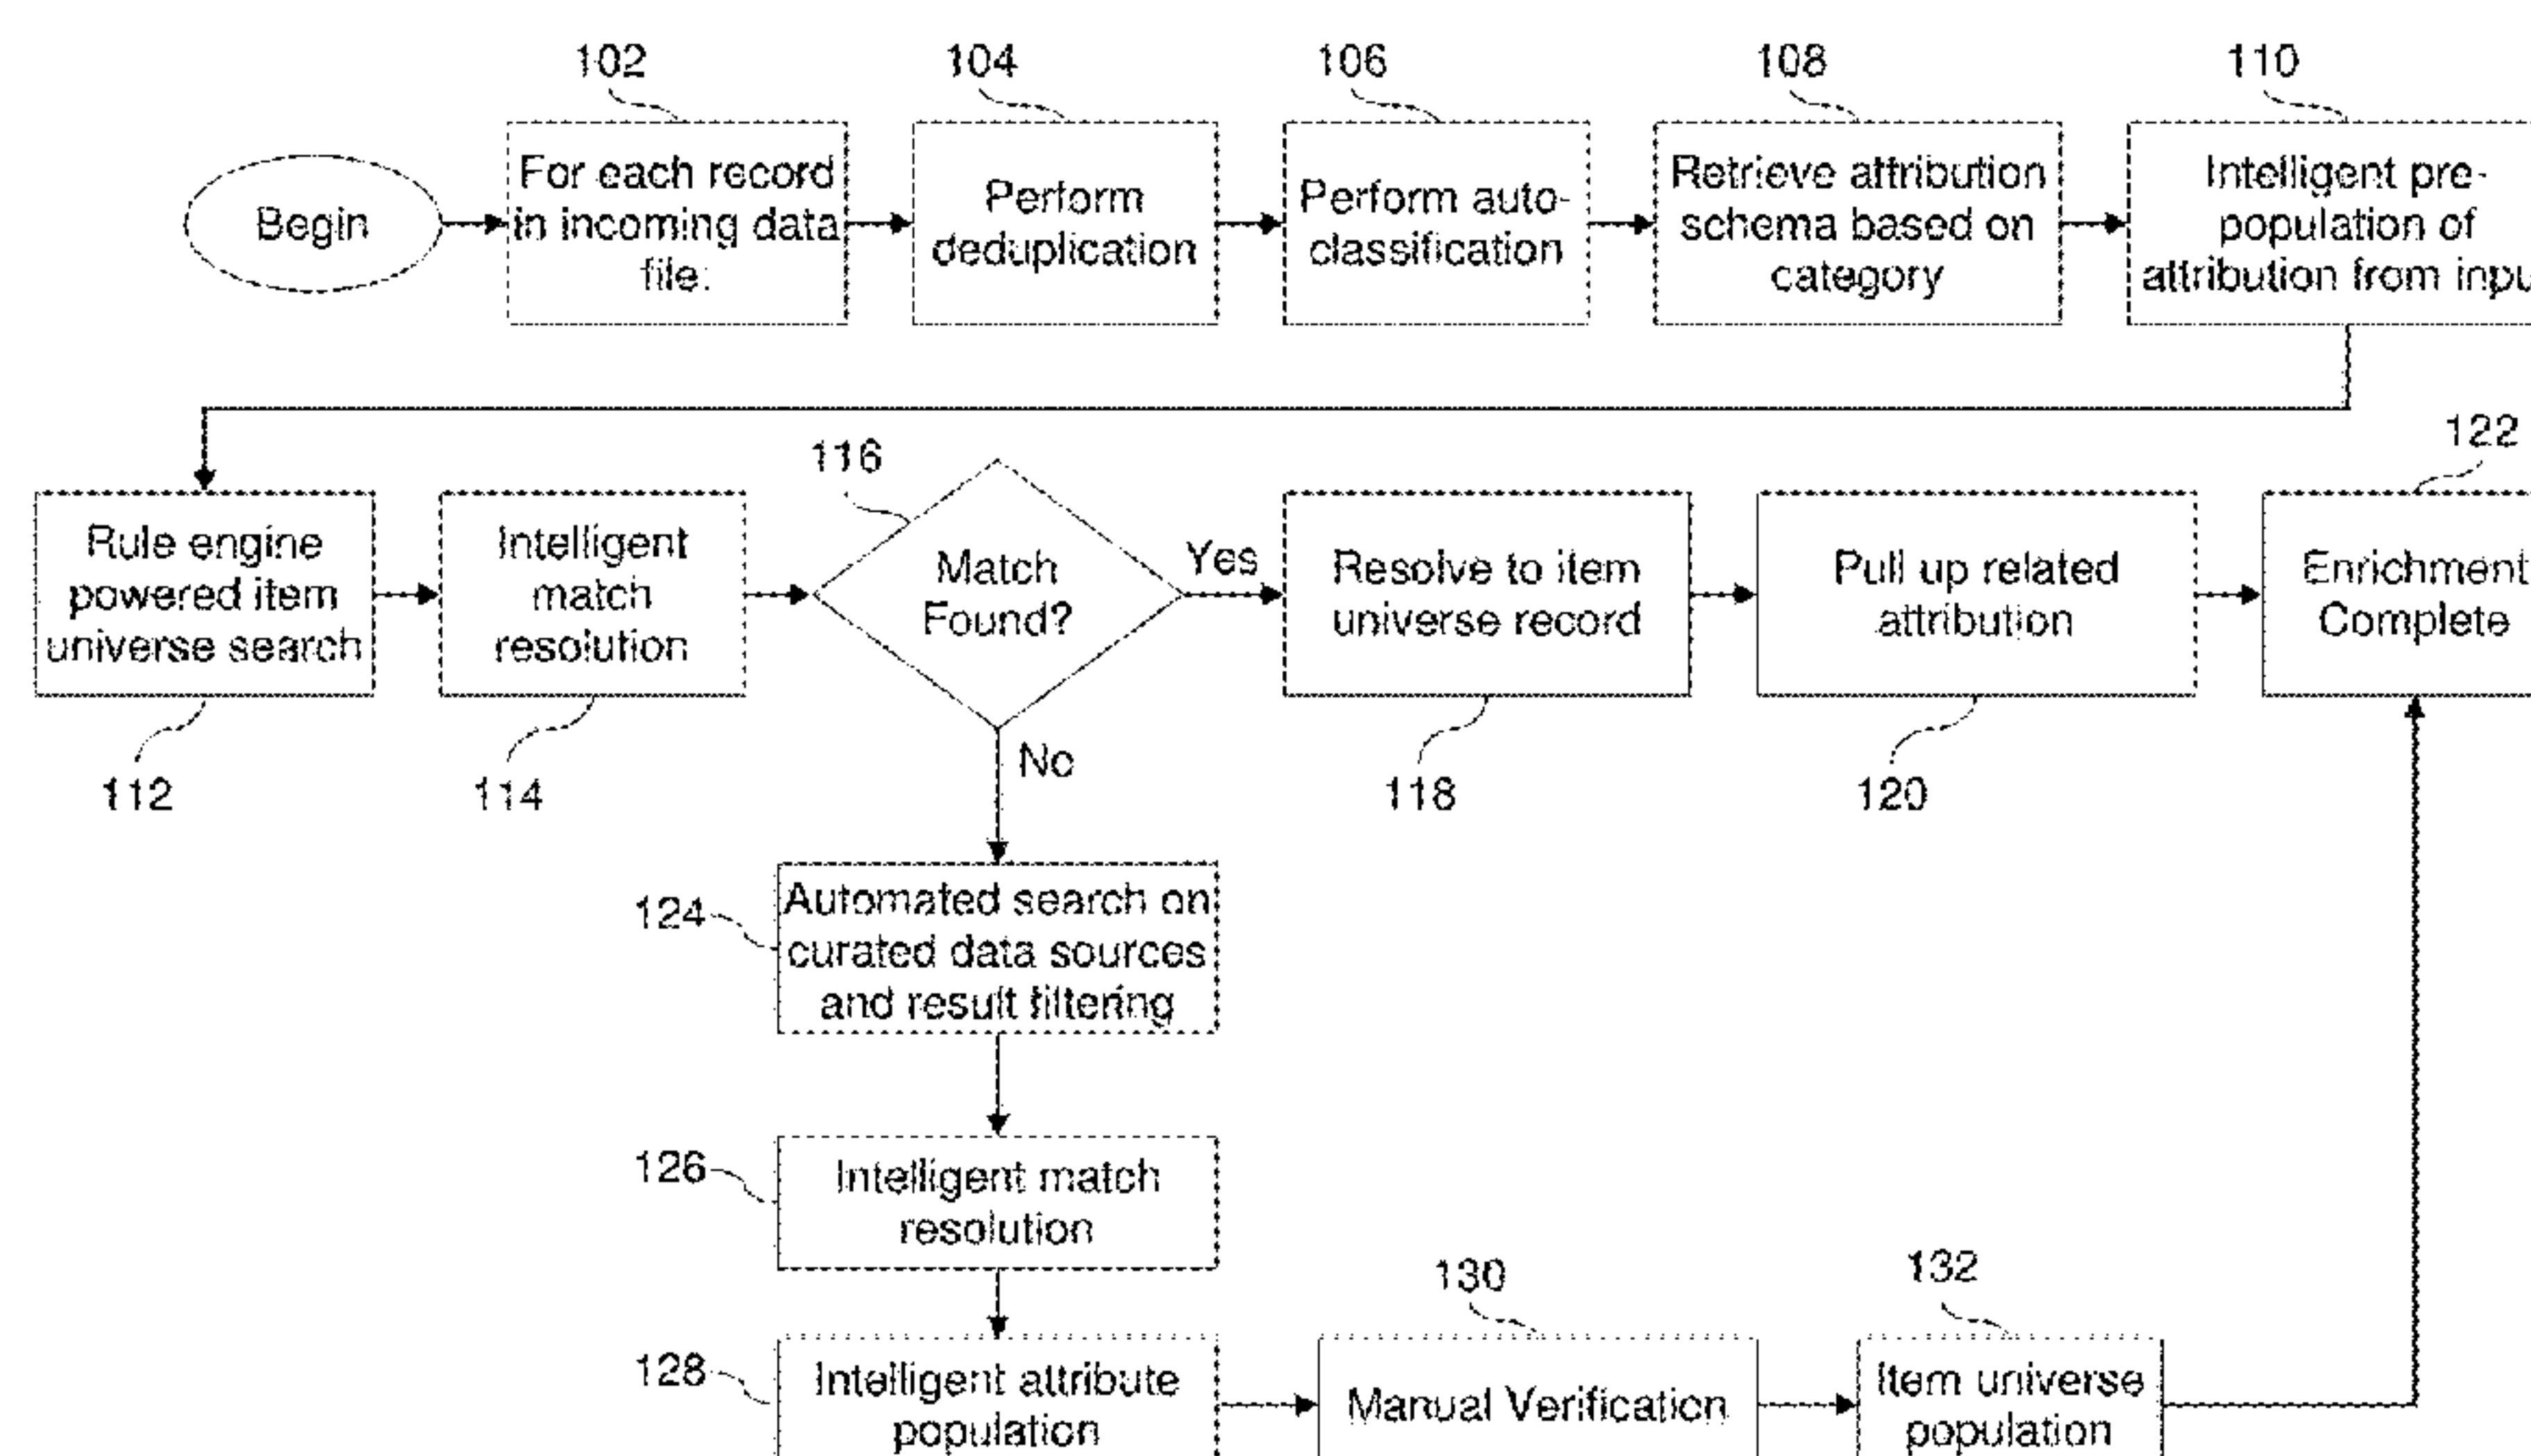 102
104
106
108
110
Begin
For each record
in incoming data
file:
Perform
deduplication
Perform auto-
classification
Retrieve attribution
schema based on
category
Intelligent pre-
population of
attribution from inpu
116
122
Rule engine
powered item
universe search
Intelligent
match
resolution
Match
Found?
Yes
Resolve to item
universe record
Pull up related
attribution
Enrichment
Complete
No
112
114
118
120
124
Automated search on
curated data sources
and result filtering
126
Intelligent match
resolution
130
132
128
Intelligent attribute
population
Manual Verification
Item universe
population